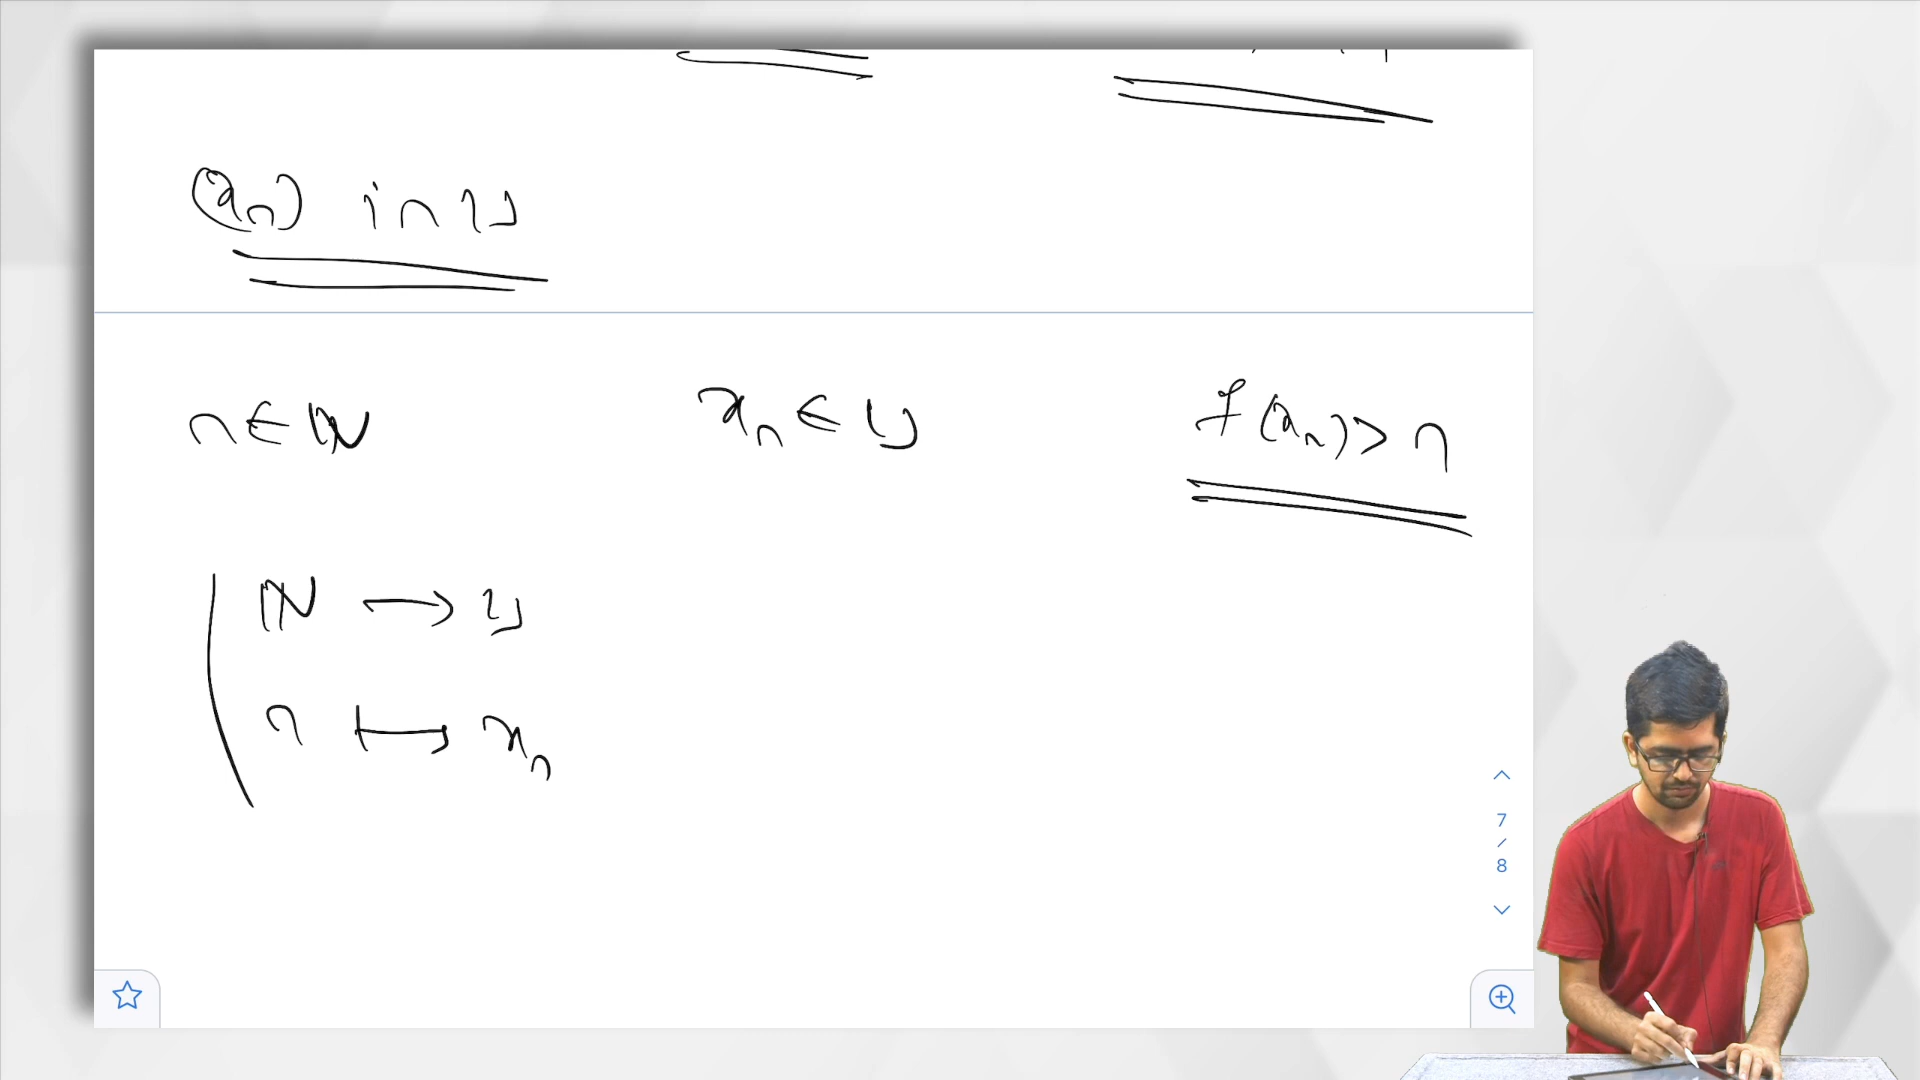 (xn) in U
n ∈ ℕ xn ∈ U f(xn) > n
ℕ → U
n ↦ xn
7
/
8